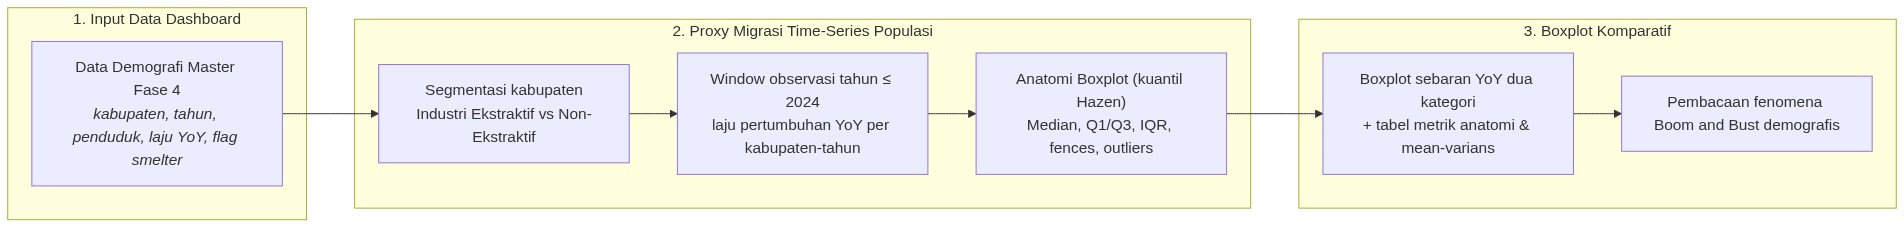 1. Input Data Dashboard
Data Demografi Master
Fase 4
kabupaten, tahun,
penduduk, laju YoY, flag
smelter
2. Proxy Migrasi Time-Series Populasi
Segmentasi kabupaten
Industri Ekstraktif vs Non-
Ekstraktif
Window observasi tahun ≤
2024
laju pertumbuhan YoY per
kabupaten-tahun
Anatomi Boxplot (kuantil
Hazen)
Median, Q1/Q3, IQR,
fences, outliers
3. Boxplot Komparatif
Boxplot sebaran YoY dua
kategori
+ tabel metrik anatomi &
mean-varians
Pembacaan fenomena
Boom and Bust demografis